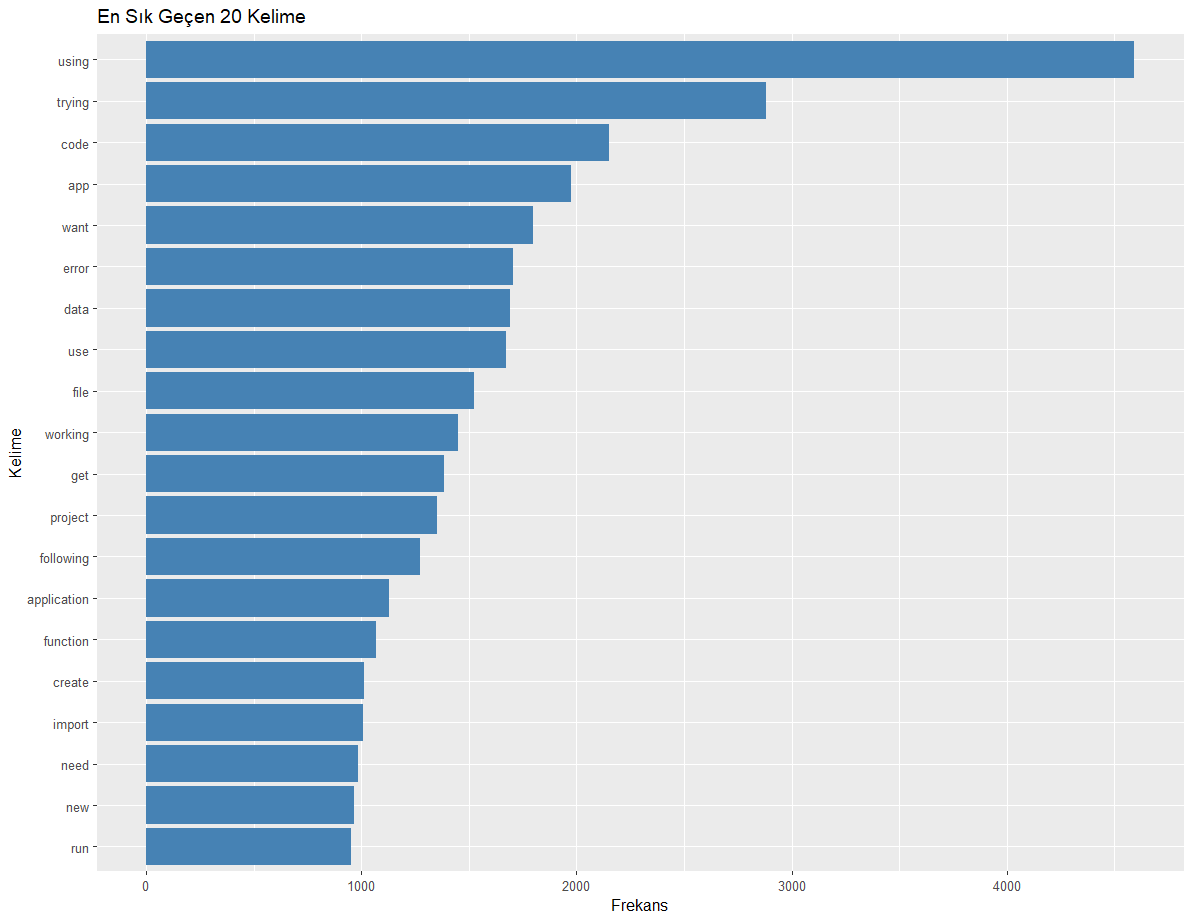 En Sık Geçen 20 Kelime
using
trying
code
app
want
error
data
use
file
working
get
project
following
application
function
create
import
need
new
run
Kelime
0 1000 2000 3000 4000
Frekans